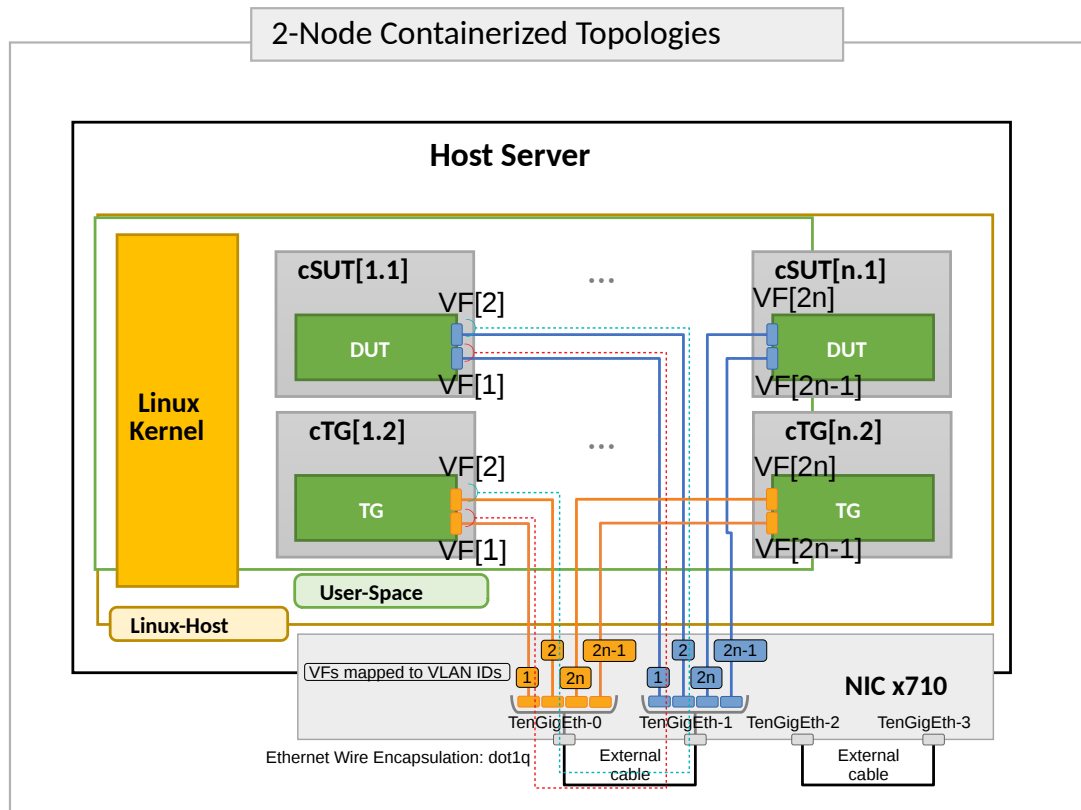 2-Node Containerized Topologies
Host Server
cSUT[1.1]
...
cSUT[n.1]
VF[2]
VF[2n]
DUT
DUT
VF[1]
VF[2n-1]
Linux
Kernel
cTG[1.2]
...
cTG[n.2]
VF[2]
VF[2n]
TG
TG
VF[1]
VF[2n-1]
User-Space
Linux-Host
2
2n-1
2
2n-1
VFs mapped to VLAN IDs
1
2n
1
2n
NIC x710
TenGigEth-0
TenGigEth-1
TenGigEth-2
TenGigEth-3
Ethernet Wire Encapsulation: dot1q
External
cable
External
cable